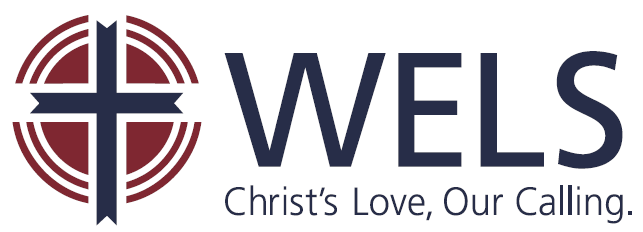 WELS
Christ's Love, Our Calling.